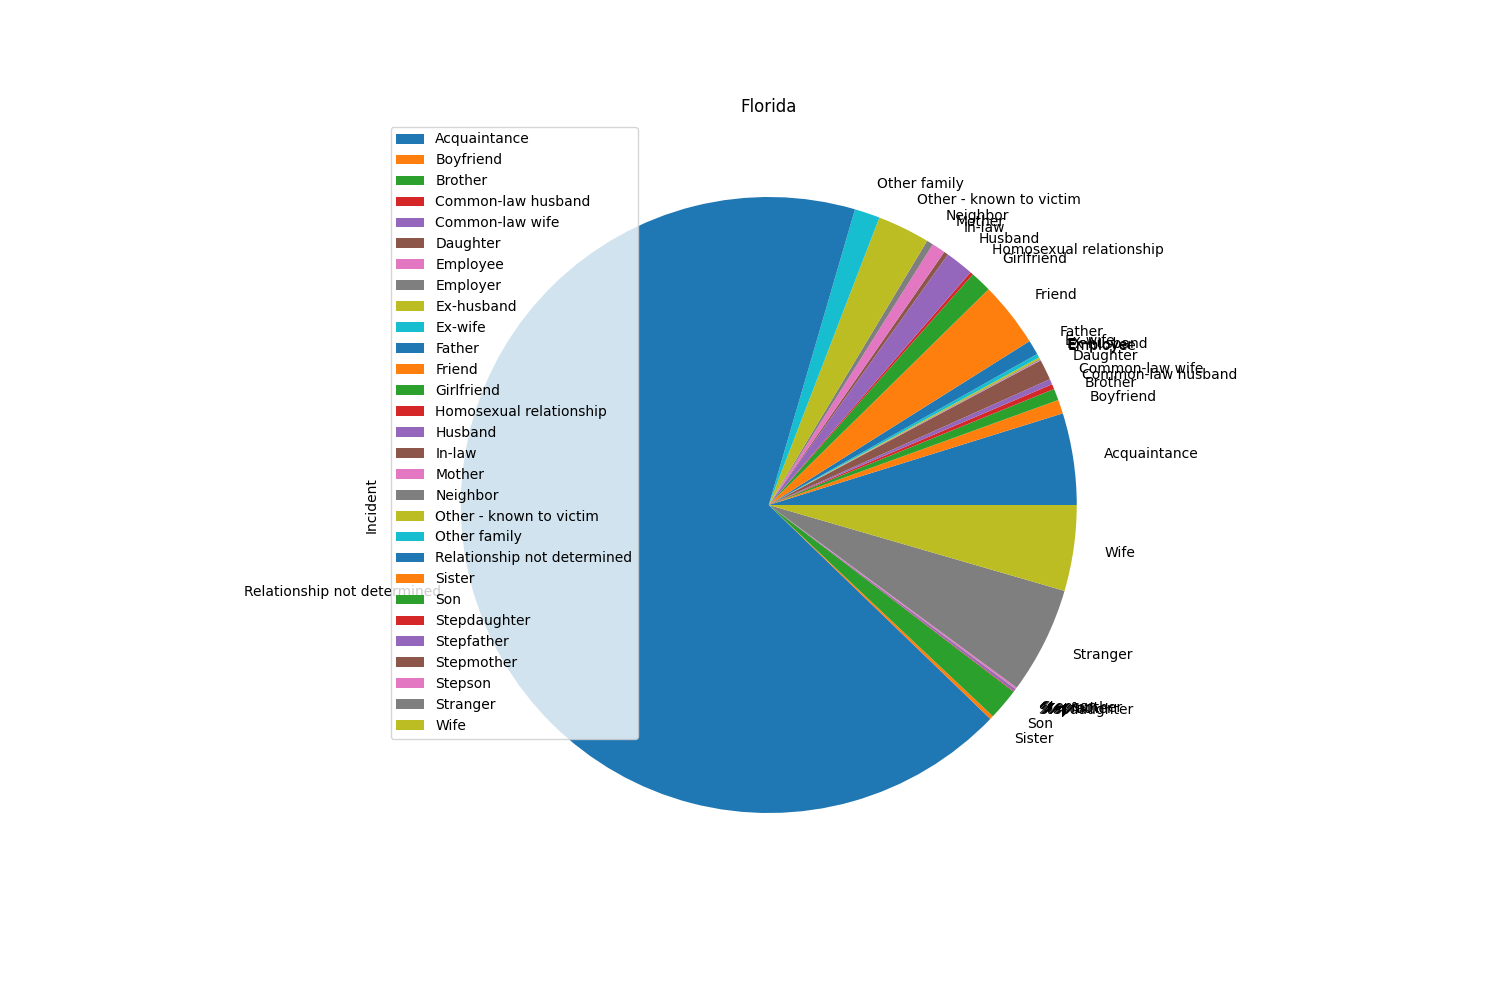 Florida
Acquaintance
Boyfriend
Brother
Common-law husband
Common-law wife
Daughter
Employee
Employer
Ex-husband
Ex-wife
Father
Friend
Girlfriend
Homosexual relationship
Husband
In-law
Mother
Neighbor
Other - known to victim
Other family
Relationship not determined
Sister
Son
Stepdaughter
Stepfather
Stepmother
Stepson
Stranger
Wife
Incident
Relationship not determined
Other family
Other - known to victim
Neighbor
Mother
In-law
Husband
Homosexual relationship
Girlfriend
Friend
Father
Ex-wife
Employee
Daughter
Common-law wife
Common-law husband
Brother
Boyfriend
Acquaintance
Wife
Stranger
Stepdaughter
Son
Sister